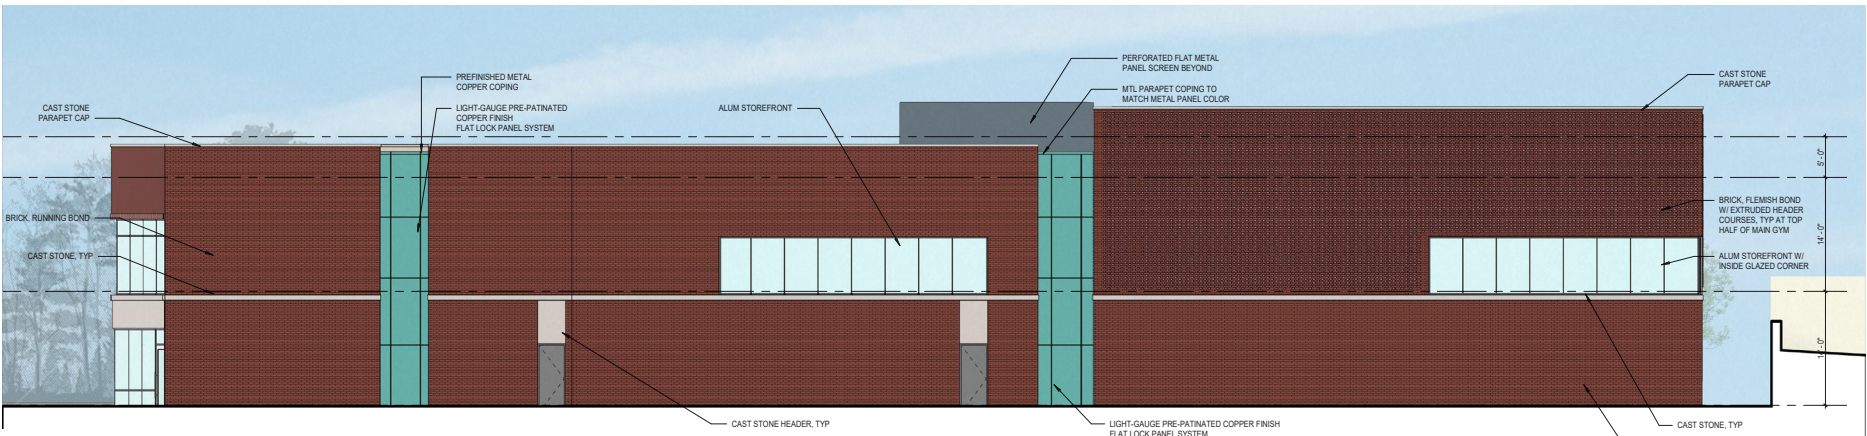 PREFINISHED METAL
COPPER COPING
LIGHT-GAUGE PRE-PATINATED
COPPER FINISH
FLAT LOCK PANEL SYSTEM
CAST STONE
PARAPET CAP
ALUM STOREFRONT
PERFORATED FLAT METAL
PANEL SCREEN BEYOND
MTL PARAPET COPING TO
MATCH METAL PANEL COLOR
CAST STONE
PARAPET CAP
BRICK, RUNNING BOND
CAST STONE, TYP
5'-0"
14'-0"
BRICK, FLEMISH BOND
W/ EXTRUDED HEADER
COURSES, TYP AT TOP
HALF OF MAIN GYM
ALUM STOREFRONT W/
INSIDE GLAZED CORNER
CAST STONE HEADER, TYP
LIGHT-GAUGE PRE-PATINATED COPPER FINISH
FLAT LOCK PANEL SYSTEM
CAST STONE, TYP